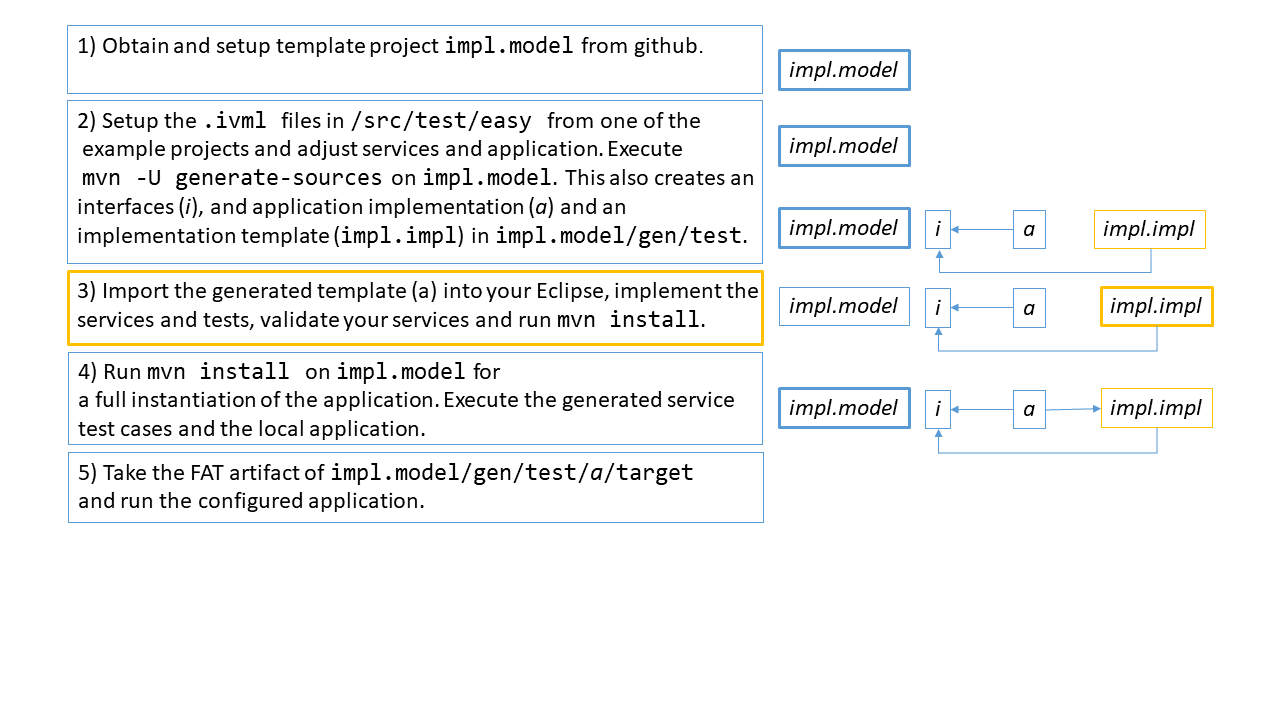 1) Obtain and setup template project impl.model from github.
impl.model
2) Setup the .ivml files in /src/test/easy from one of the
example projects and adjust services and application. Execute
mvn -U generate-sources on impl.model. This also creates an
interfaces (i), and application implementation (a) and an
implementation template (impl.impl) in impl.model/gen/test.
impl.model
impl.model i a impl.impl
3) Import the generated template (a) into your Eclipse, implement the
services and tests, validate your services and run mvn install.
impl.model i a impl.impl
4) Run mvn install on impl.model for
a full instantiation of the application. Execute the generated service
test cases and the local application.
impl.model i a impl.impl
5) Take the FAT artifact of impl.model/gen/test/a/target
and run the configured application.